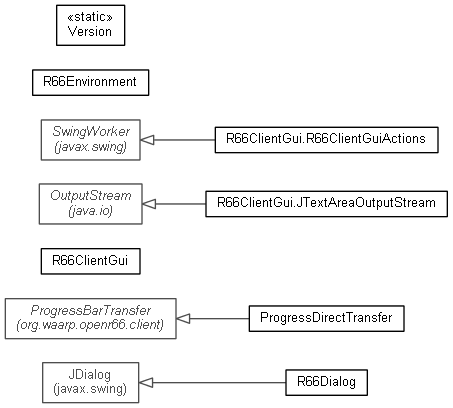 «static»
Version
R66Environment
SwingWorker
(javax.swing)
R66ClientGui.R66ClientGuiActions
OutputStream
(java.io)
R66ClientGui.JTextAreaOutputStream
R66ClientGui
ProgressBarTransfer
(org.waarp.openr66.client)
ProgressDirectTransfer
JDialog
(javax.swing)
R66Dialog